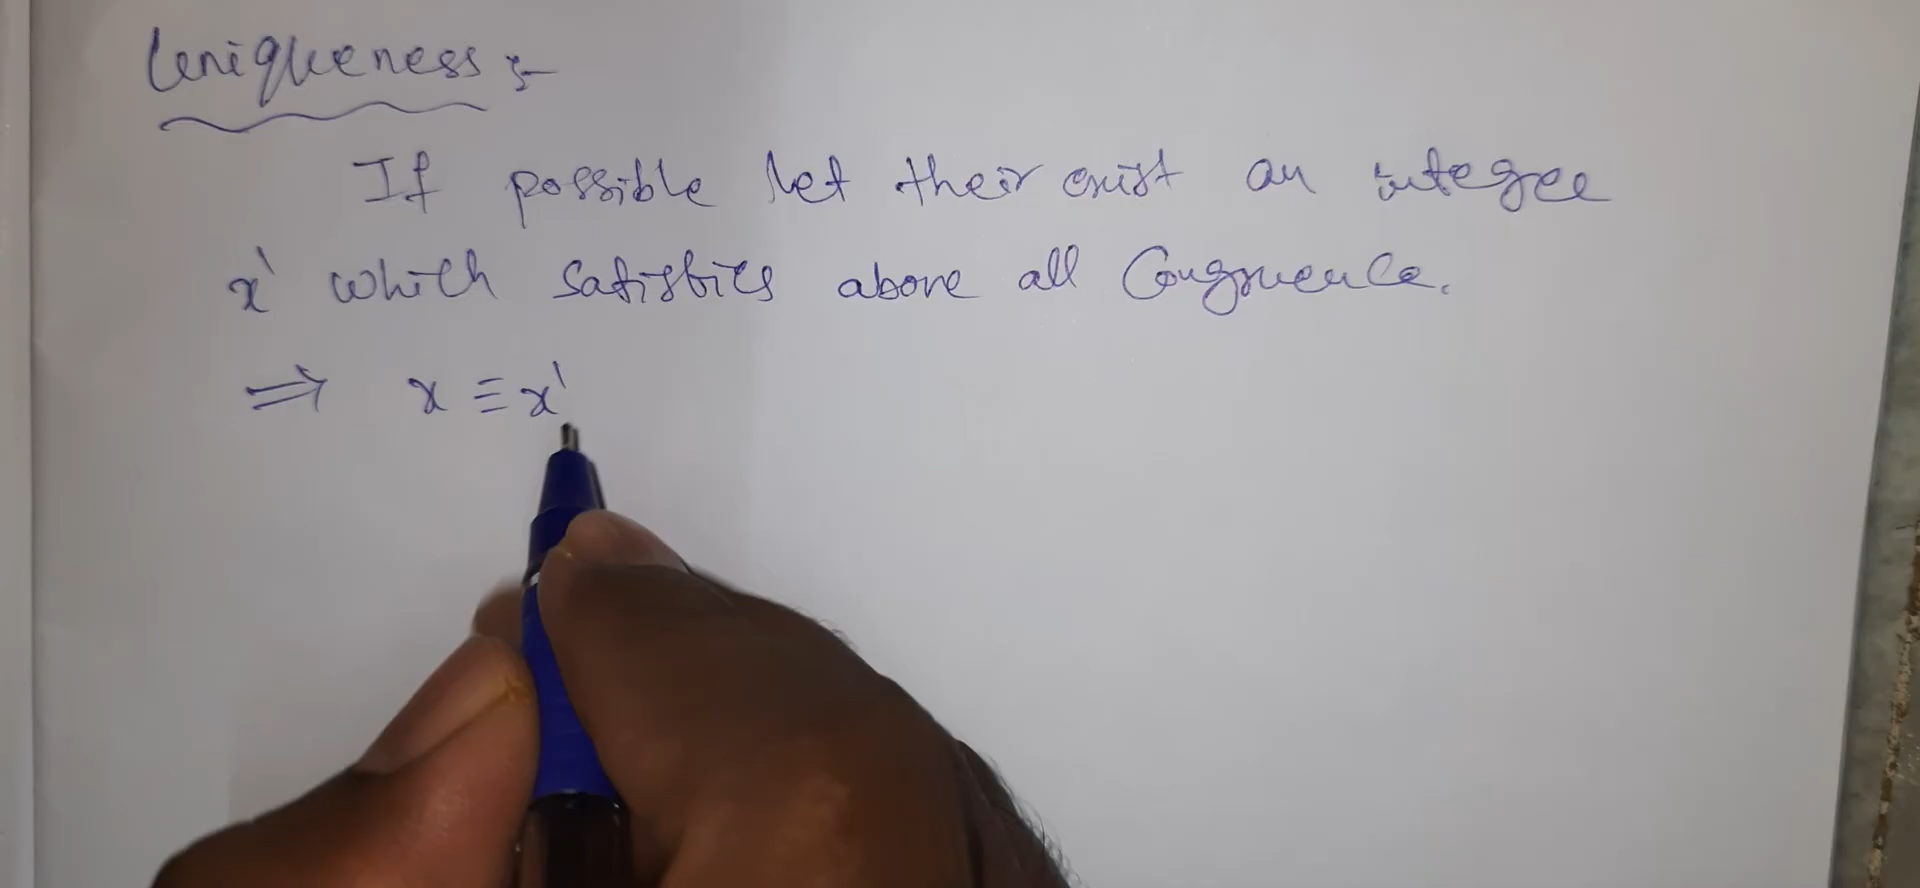 Uniqueness :-
If possible let their exist an integer
x' which satisfies above all Congruence.
⇒ x ≡ x'